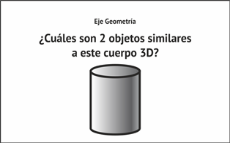 Eje Geometría
¿Cuáles son 2 objetos similares
a este cuerpo 3D?